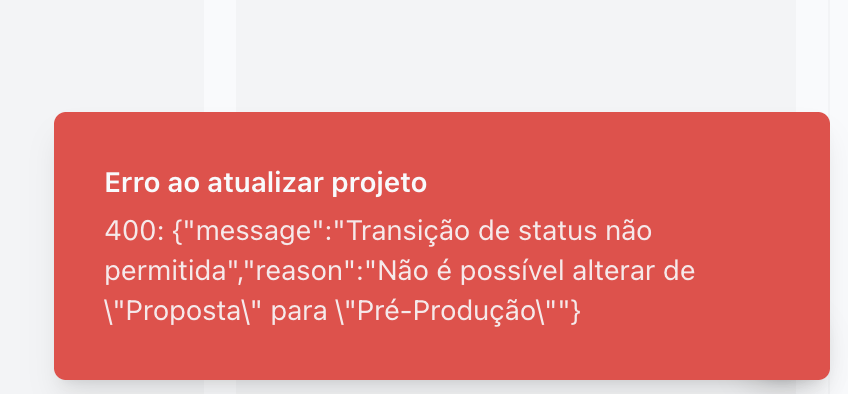 Erro ao atualizar projeto
400: {"message":"Transição de status não
permitida","reason":"Não é possível alterar de
\"Proposta\" para \"Pré-Produção\""}